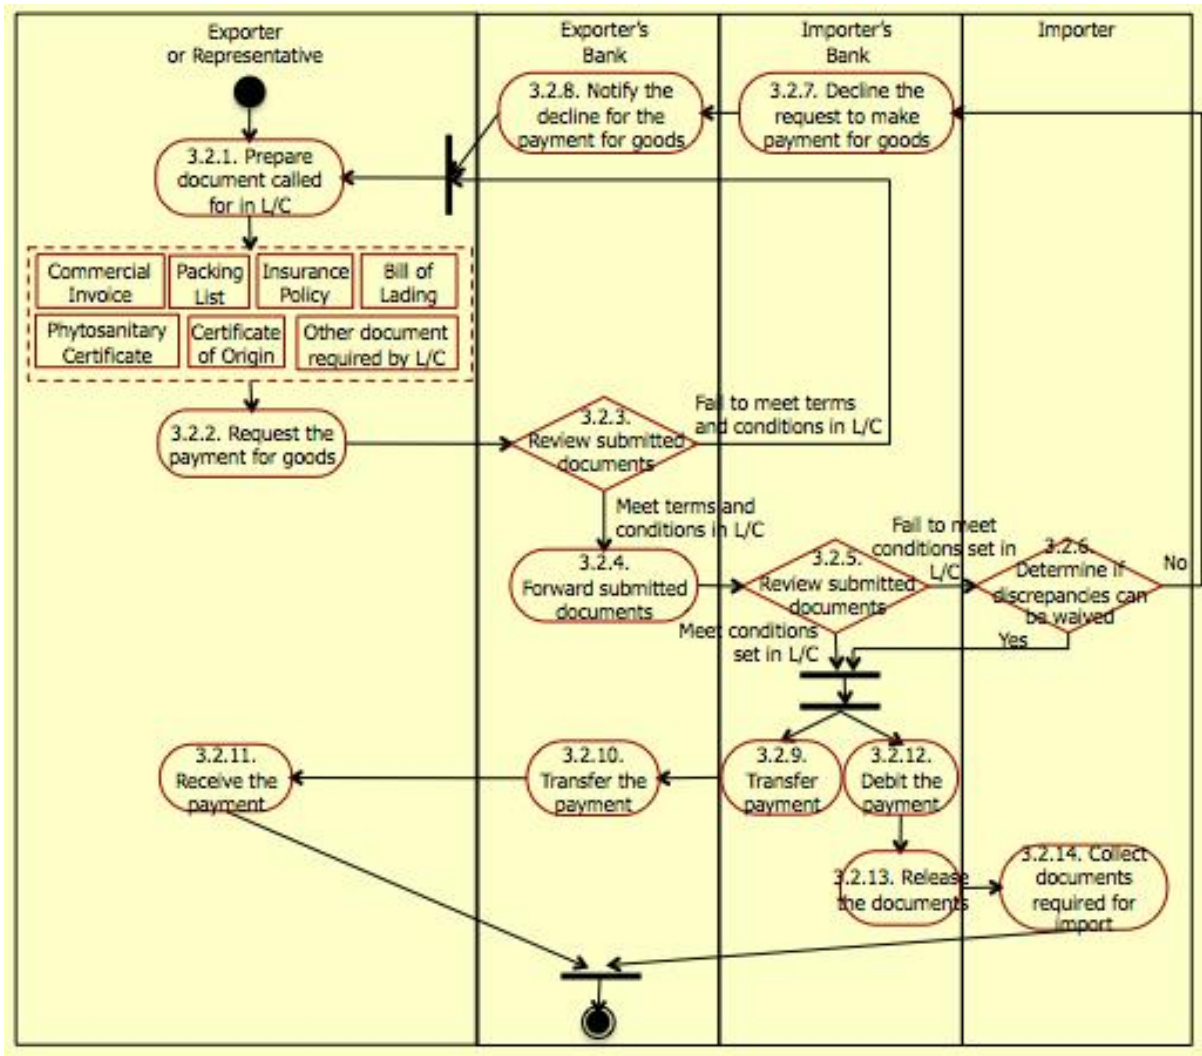 Exporter
or Representative
Exporter's
Bank
Importer's
Bank
Importer
3.2.8. Notify the
decline for the
payment for goods
3.2.7. Decline the
request to make
payment for goods
3.2.1. Prepare
document called
for in L/C
Commercial
Invoice
Packing
List
Insurance
Policy
Bill of
Lading
Phytosanitary
Certificate
Certificate
of Origin
Other document
required by L/C
3.2.2. Request the
payment for goods
3.2.3.
Review submitted
documents
Fail to meet terms
and conditions in L/C
Meet terms and
conditions in L/C
3.2.4.
Forward submitted
documents
3.2.5.
Review submitted
documents
Fail to meet
conditions set in
L/C
3.2.6.
Determine if
discrepancies can
be waived
No
Yes
Meet conditions
set in L/C
3.2.11.
Receive the
payment
3.2.10.
Transfer the
payment
3.2.9.
Transfer
payment
3.2.12.
Debit the
payment
3.2.13. Release
the documents
3.2.14. Collect
documents
required for
import